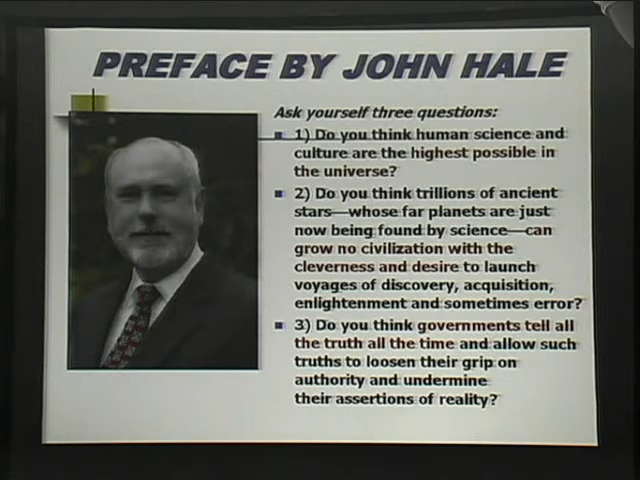 PREFACE BY JOHN HALE
Ask yourself three questions:
1) Do you think human science and
culture are the highest possible in
the universe?
2) Do you think trillions of ancient
stars—whose far planets are just
now being found by science—can
grow no civilization with the
cleverness and desire to launch
voyages of discovery, acquisition,
enlightenment and sometimes error?
3) Do you think governments tell all
the truth all the time and allow such
truths to loosen their grip on
authority and undermine
their assertions of reality?